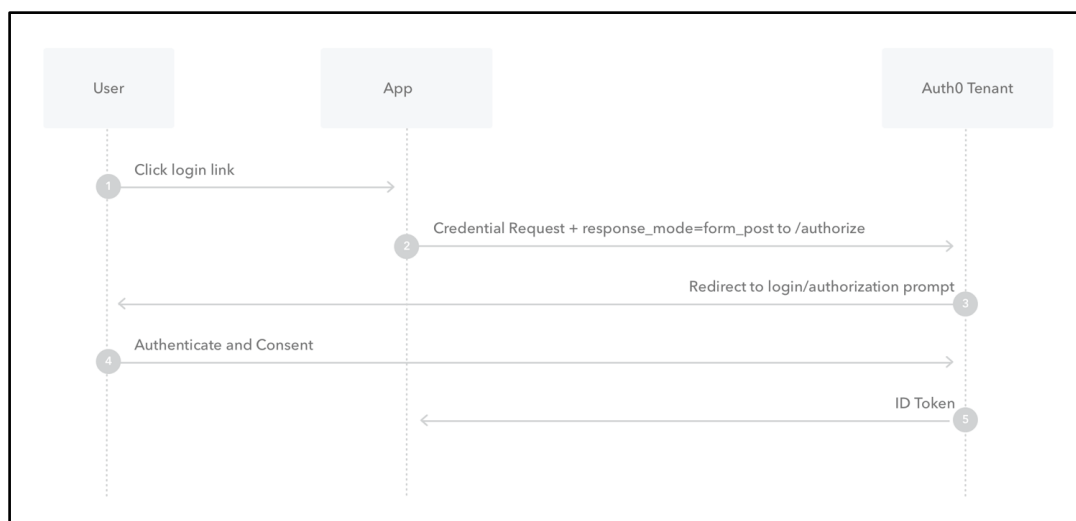 User
App
Auth0 Tenant
Click login link
1
Credential Request + response_mode=form_post to /authorize
2
Redirect to login/authorization prompt
3
Authenticate and Consent
4
ID Token
5